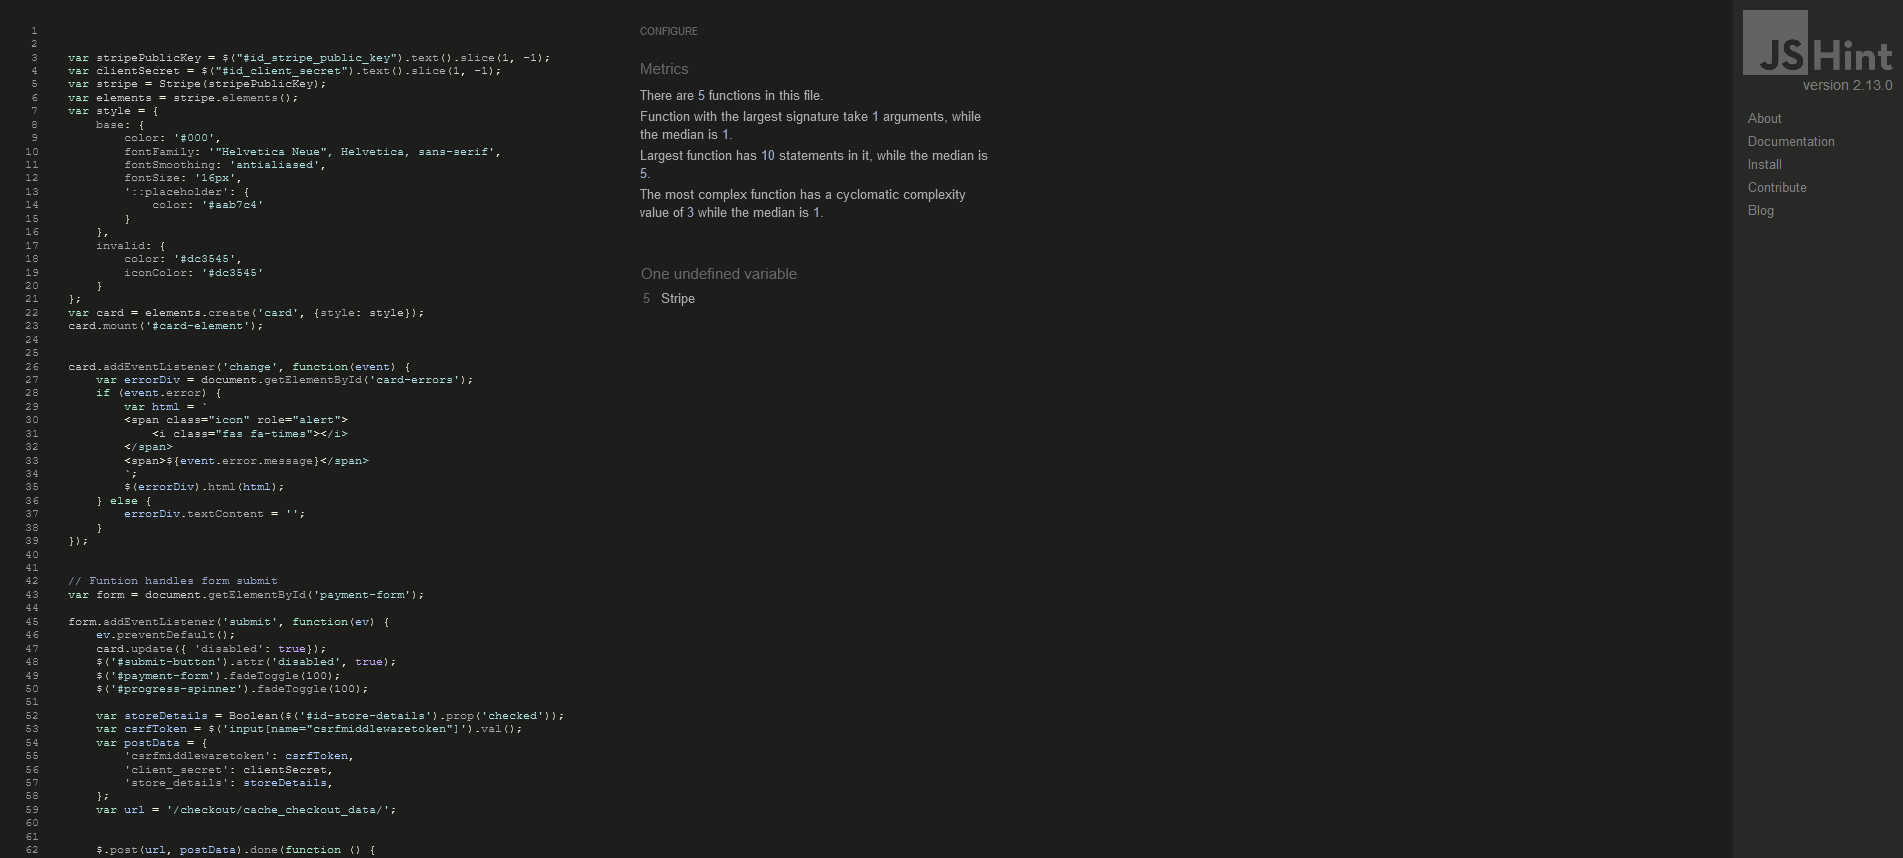 1
2
3 var stripePublicKey = $("#id_stripe_public_key").text().slice(1, -1);
4 var clientSecret = $("#id_client_secret").text().slice(1, -1);
5 var stripe = Stripe(stripePublicKey);
6 var elements = stripe.elements();
7 var style = {
8 base: {
9 color: '#000',
10 fontFamily: '"Helvetica Neue", Helvetica, sans-serif',
11 fontSmoothing: 'antialiased',
12 fontSize: '16px',
13 '::placeholder': {
14 color: '#aab7c4'
15 }
16 },
17 invalid: {
18 color: '#dc3545',
19 iconColor: '#dc3545'
20 }
21 };
22 var card = elements.create('card', {style: style});
23 card.mount('#card-element');
24
25
26 card.addEventListener('change', function(event) {
27 var errorDiv = document.getElementById('card-errors');
28 if (event.error) {
29 var html = `
30 <span class="icon" role="alert">
31 <i class="fas fa-times"></i>
32 </span>
33 <span>${event.error.message}</span>
34 `;
35 $(errorDiv).html(html);
36 } else {
37 errorDiv.textContent = '';
38 }
39 });
40
41
42 // Funtion handles form submit
43 var form = document.getElementById('payment-form');
44
45 form.addEventListener('submit', function(ev) {
46 ev.preventDefault();
47 card.update({ 'disabled': true});
48 $('#submit-button').attr('disabled', true);
49 $('#payment-form').fadeToggle(100);
50 $('#progress-spinner').fadeToggle(100);
51
52 var storeDetails = Boolean($('#id-store-details').prop('checked'));
53 var csrfToken = $('input[name="csrfmiddlewaretoken"]').val();
54 var postData = {
55 'csrfmiddlewaretoken': csrfToken,
56 'client_secret': clientSecret,
57 'store_details': storeDetails,
58 };
59 var url = '/checkout/cache_checkout_data/';
60
61
62 $.post(url, postData).done(function () {
CONFIGURE
Metrics
There are 5 functions in this file.
Function with the largest signature take 1 arguments, while
the median is 1.
Largest function has 10 statements in it, while the median is
5.
The most complex function has a cyclomatic complexity
value of 3 while the median is 1.
One undefined variable
5 Stripe
JSHint
version 2.13.0
About
Documentation
Install
Contribute
Blog